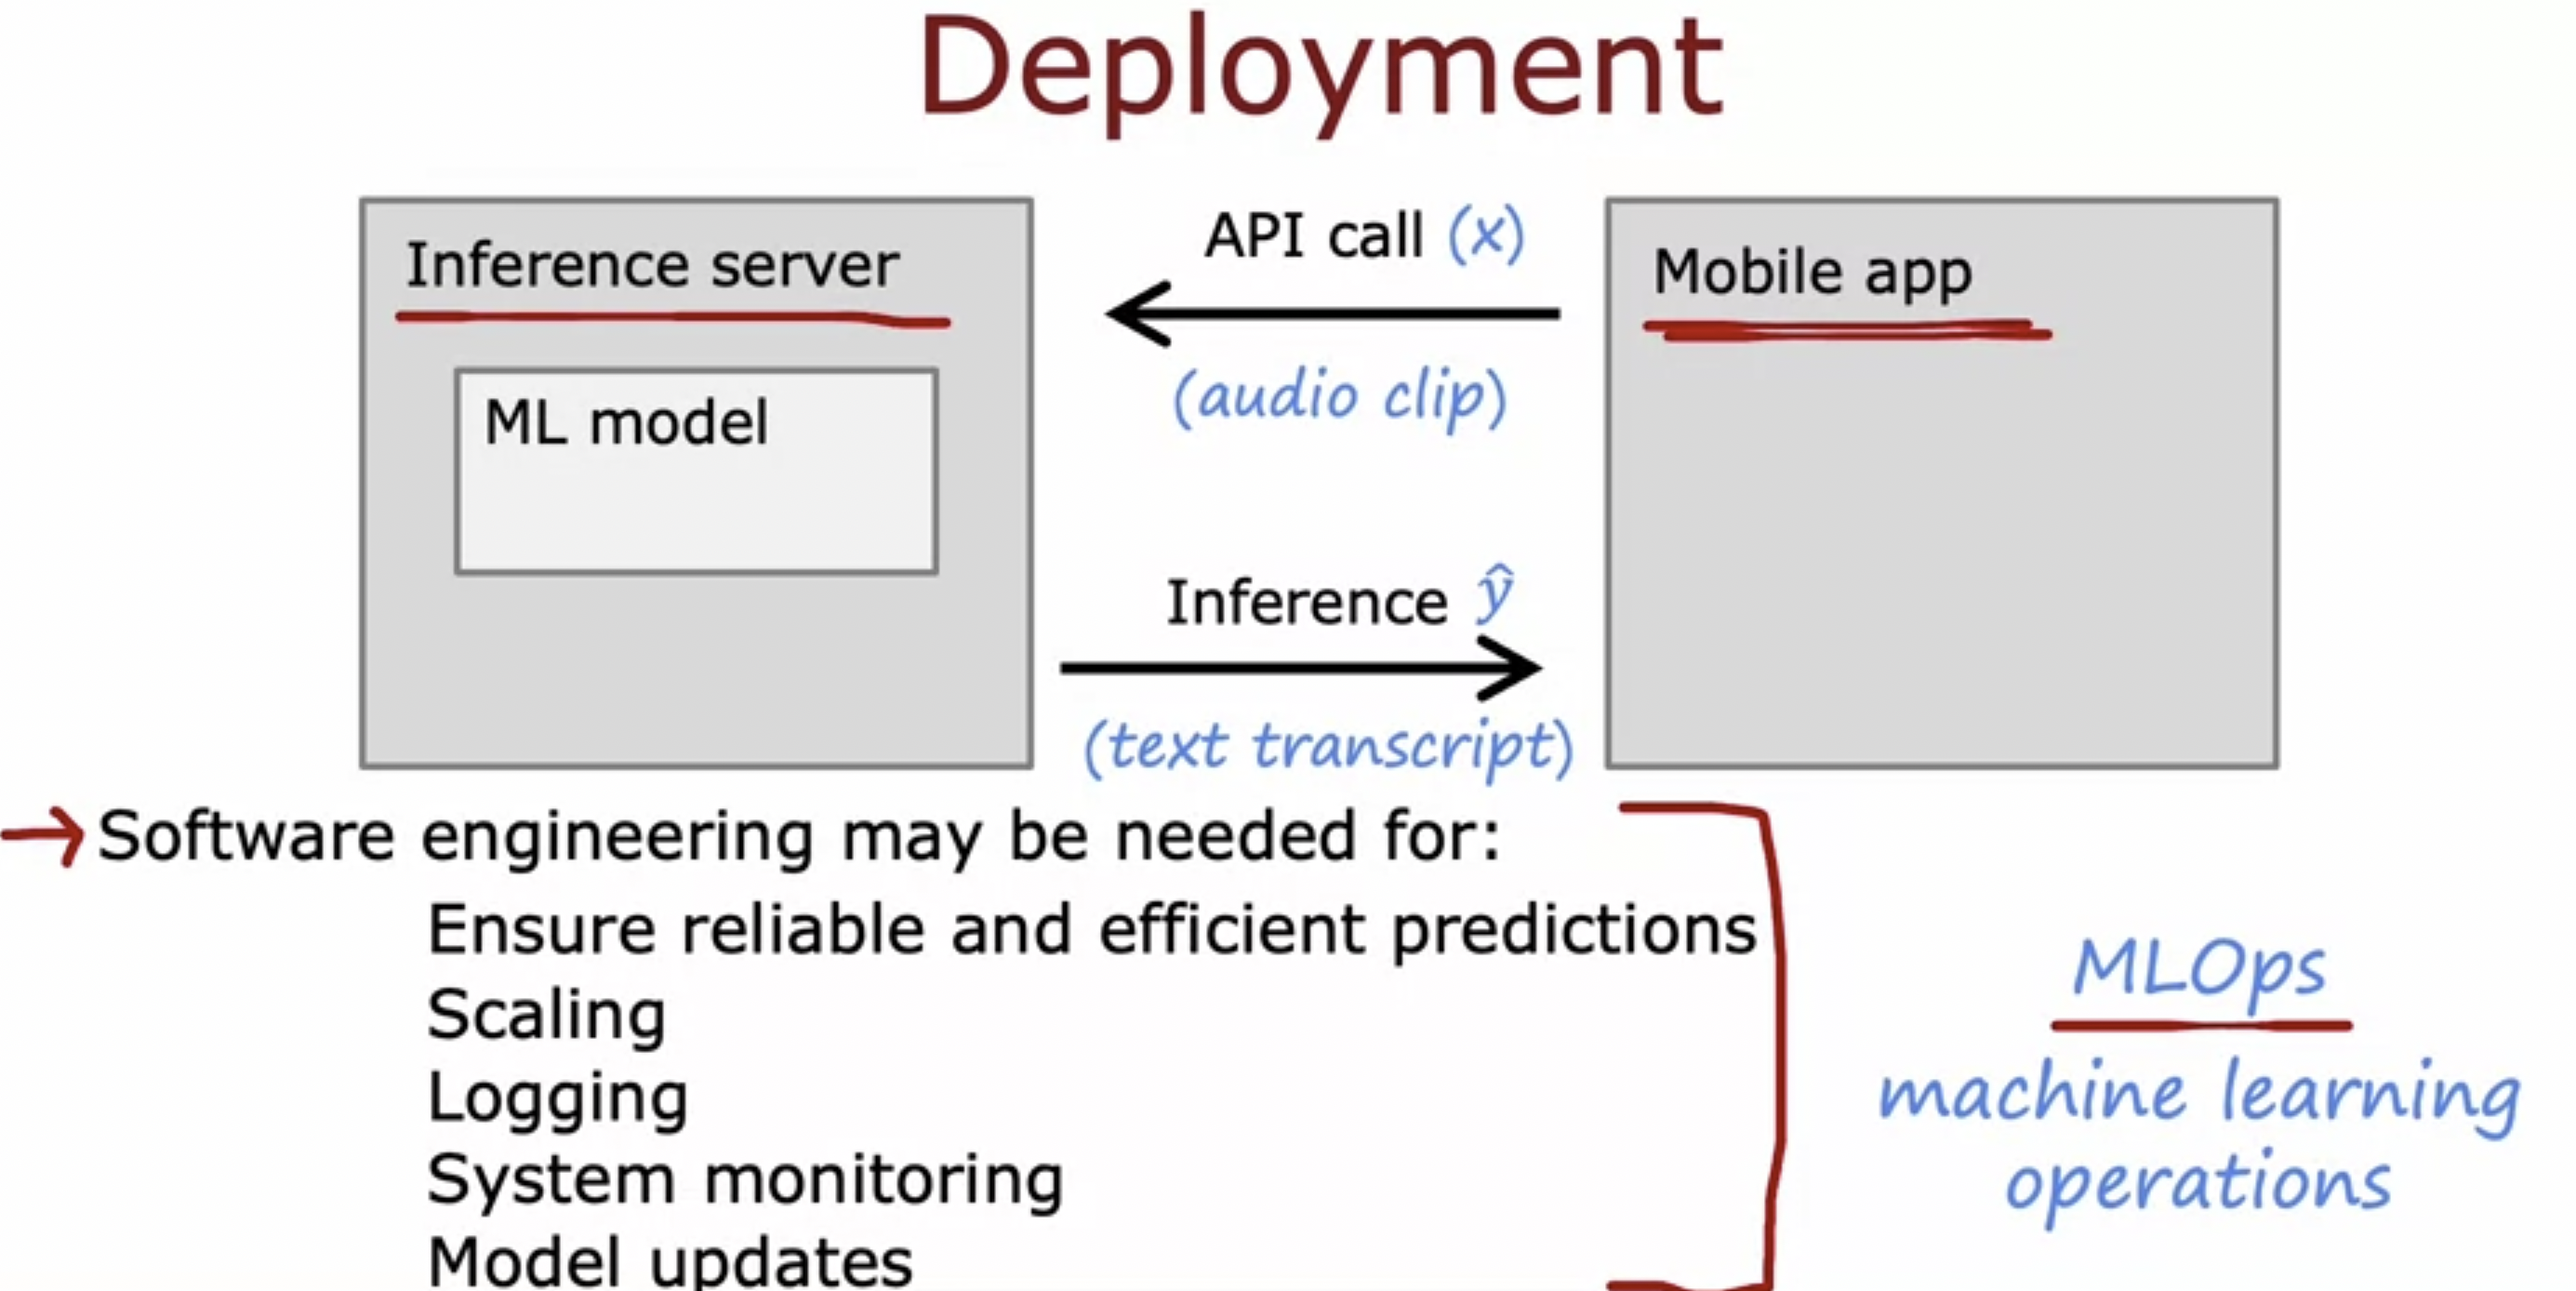 Deployment
Inference server
ML model
API call (x)
(audio clip)
Inference ŷ
(text transcript)
Mobile app
Software engineering may be needed for:
Ensure reliable and efficient predictions
Scaling
Logging
System monitoring
Model updates
MLOps
machine learning
operations